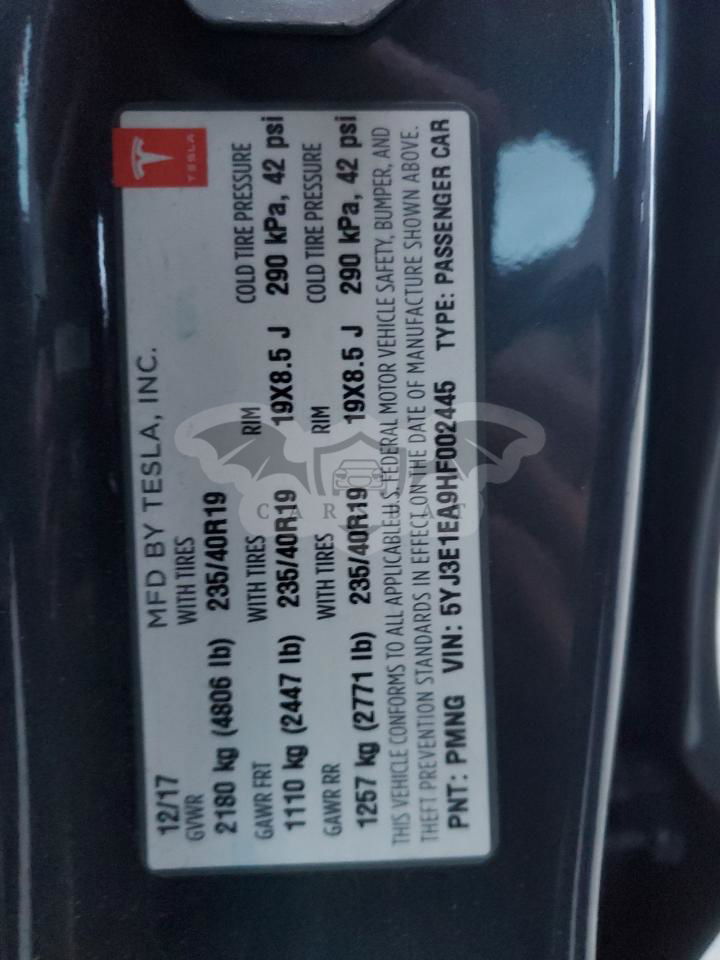 TESLA
MFD BY TESLA, INC.
12/17
GVWR WITH TIRES
2180 kg (4806 lb) 235/40R19
GAWR FRT WITH TIRES RIM COLD TIRE PRESSURE
1110 kg (2447 lb) 235/40R19 19X8.5 J 290 kPa, 42 psi
GAWR RR WITH TIRES RIM COLD TIRE PRESSURE
1257 kg (2771 lb) 235/40R19 19X8.5 J 290 kPa, 42 psi
THIS VEHICLE CONFORMS TO ALL APPLICABLE U.S. FEDERAL MOTOR VEHICLE SAFETY, BUMPER, AND
THEFT PREVENTION STANDARDS IN EFFECT ON THE DATE OF MANUFACTURE SHOWN ABOVE.
PNT: PMNG VIN: 5YJ3E1EA9HF002445 TYPE: PASSENGER CAR